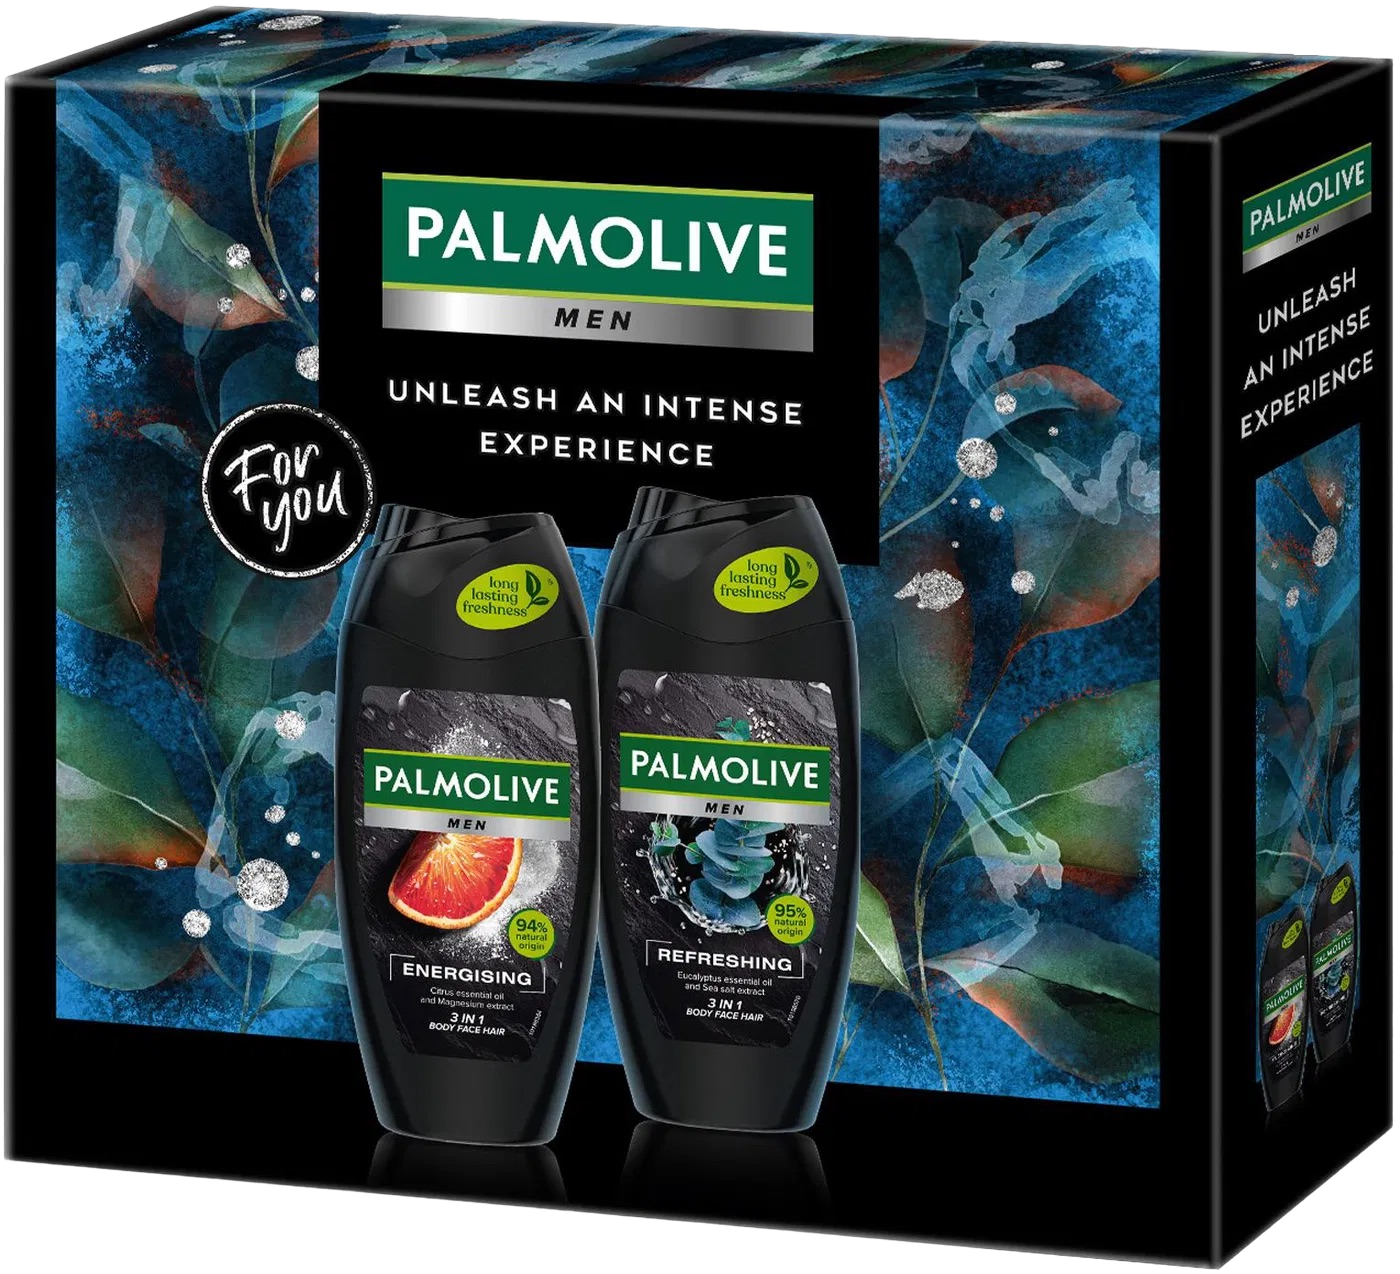 PALMOLIVE
MEN
UNLEASH AN INTENSE
EXPERIENCE
For
you
long
lasting
freshness
PALMOLIVE
MEN
94%
natural
origin
ENERGISING
Citrus essential oil
and Magnesium extract
3 IN 1
BODY FACE HAIR
long
lasting
freshness
PALMOLIVE
MEN
95%
natural
origin
REFRESHING
Eucalyptus essential oil
and Sea salt extract
3 IN 1
BODY FACE HAIR
PALMOLIVE
MEN
UNLEASH
AN INTENSE
EXPERIENCE
PALMOLIVE
PALMOLIVE